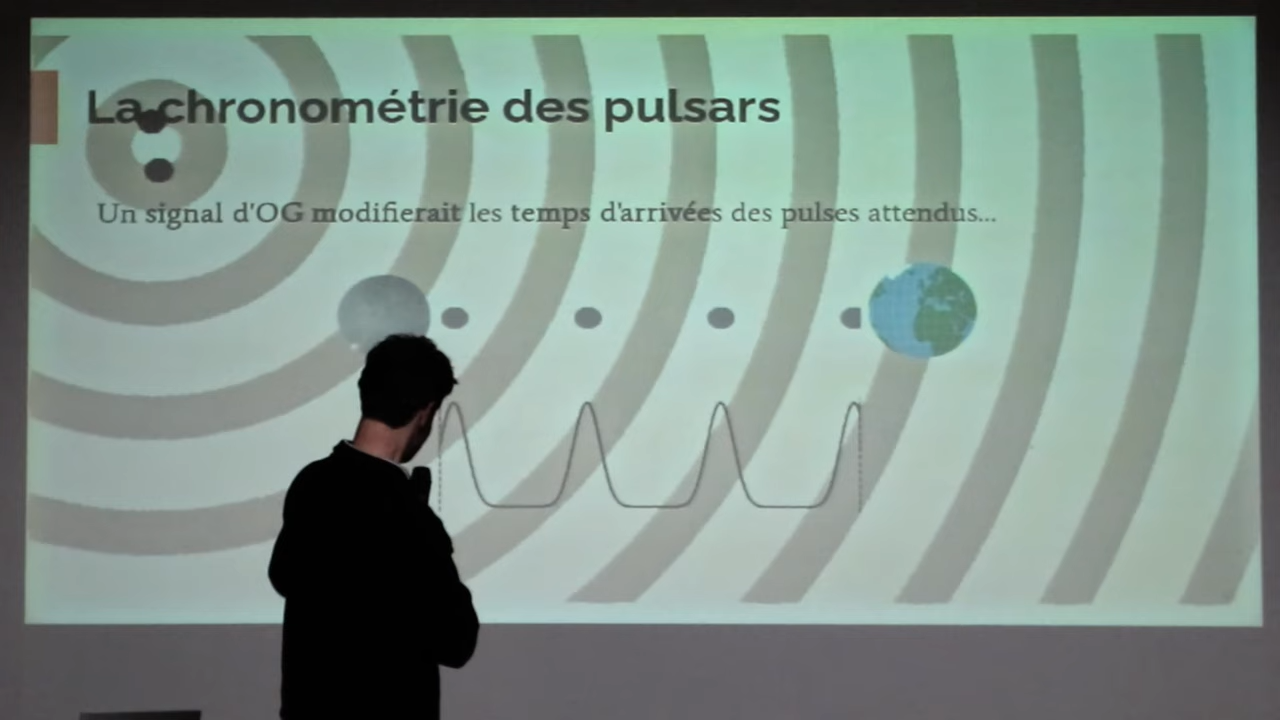 La chronométrie des pulsars
Un signal d'OG modifierait les temps d'arrivées des pulses attendus...